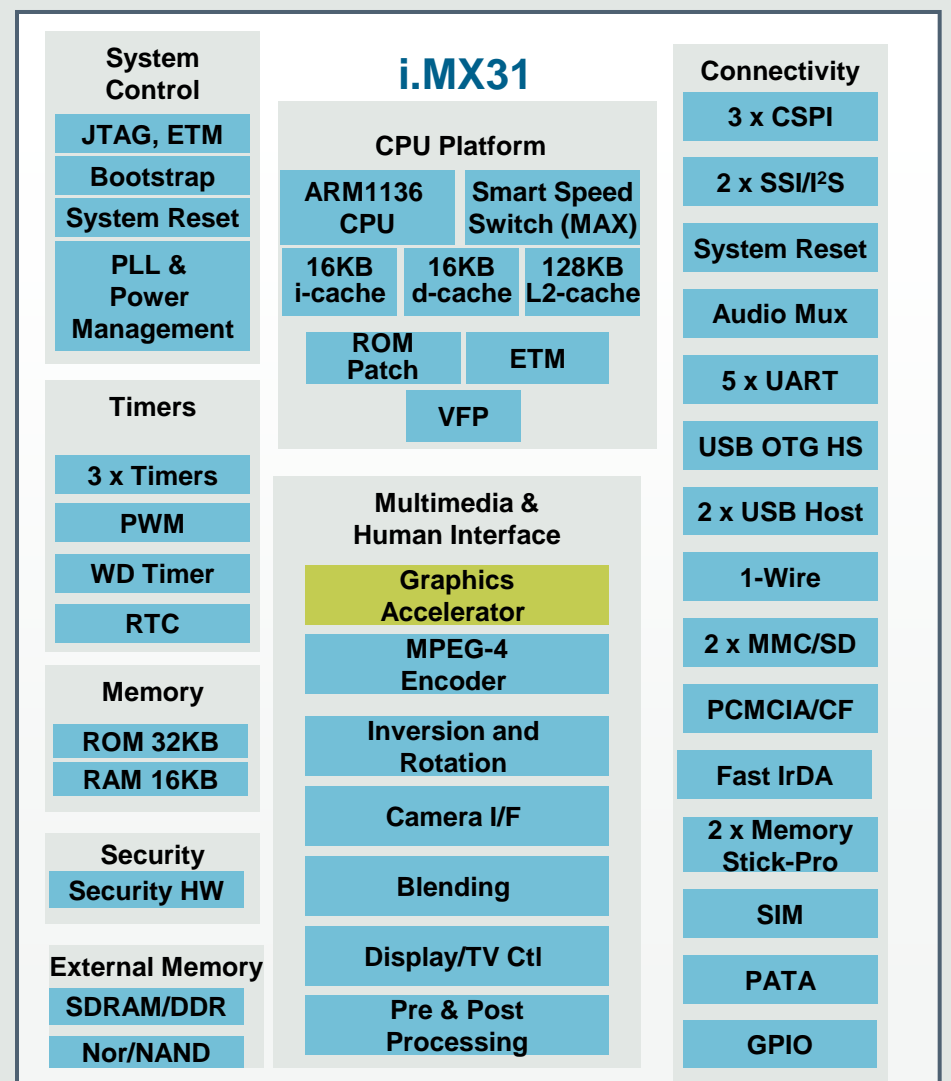 i.MX31
System
Control
JTAG, ETM
Bootstrap
System Reset
PLL &
Power
Management
Timers
3 x Timers
PWM
WD Timer
RTC
Memory
ROM 32KB
RAM 16KB
Security
Security HW
External Memory
SDRAM/DDR
Nor/NAND
CPU Platform
ARM1136
CPU
Smart Speed
Switch (MAX)
16KB
i-cache
16KB
d-cache
128KB
L2-cache
ROM
Patch
ETM
VFP
Multimedia &
Human Interface
Graphics
Accelerator
MPEG-4
Encoder
Inversion and
Rotation
Camera I/F
Blending
Display/TV Ctl
Pre & Post
Processing
Connectivity
3 x CSPI
2 x SSI/I²S
System Reset
Audio Mux
5 x UART
USB OTG HS
2 x USB Host
1-Wire
2 x MMC/SD
PCMCIA/CF
Fast IrDA
2 x Memory
Stick-Pro
SIM
PATA
GPIO